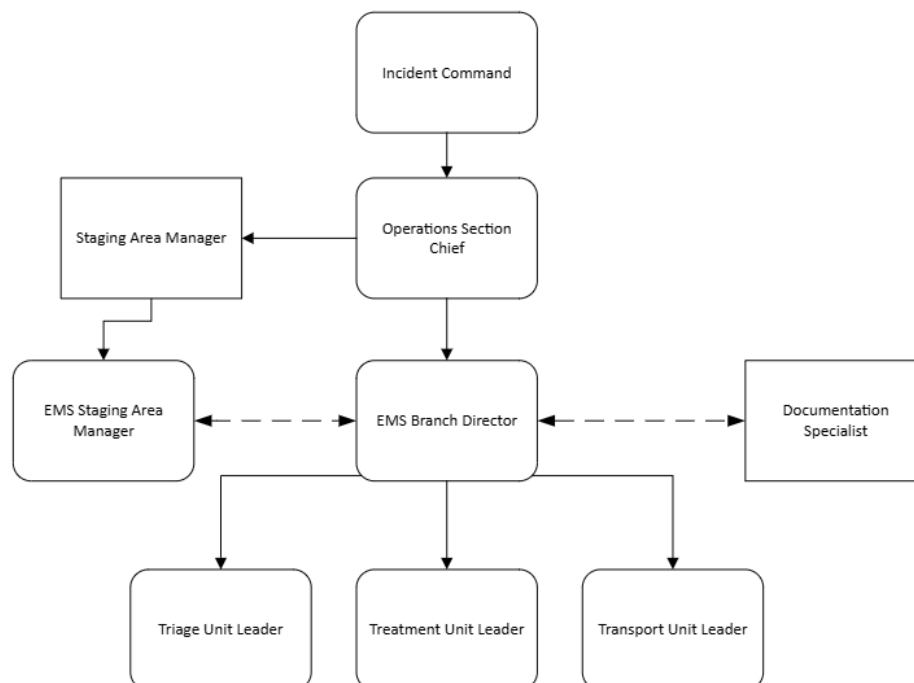 Incident Command
Staging Area Manager
Operations Section
Chief
EMS Staging Area
Manager
EMS Branch Director
Documentation
Specialist
Triage Unit Leader
Treatment Unit Leader
Transport Unit Leader